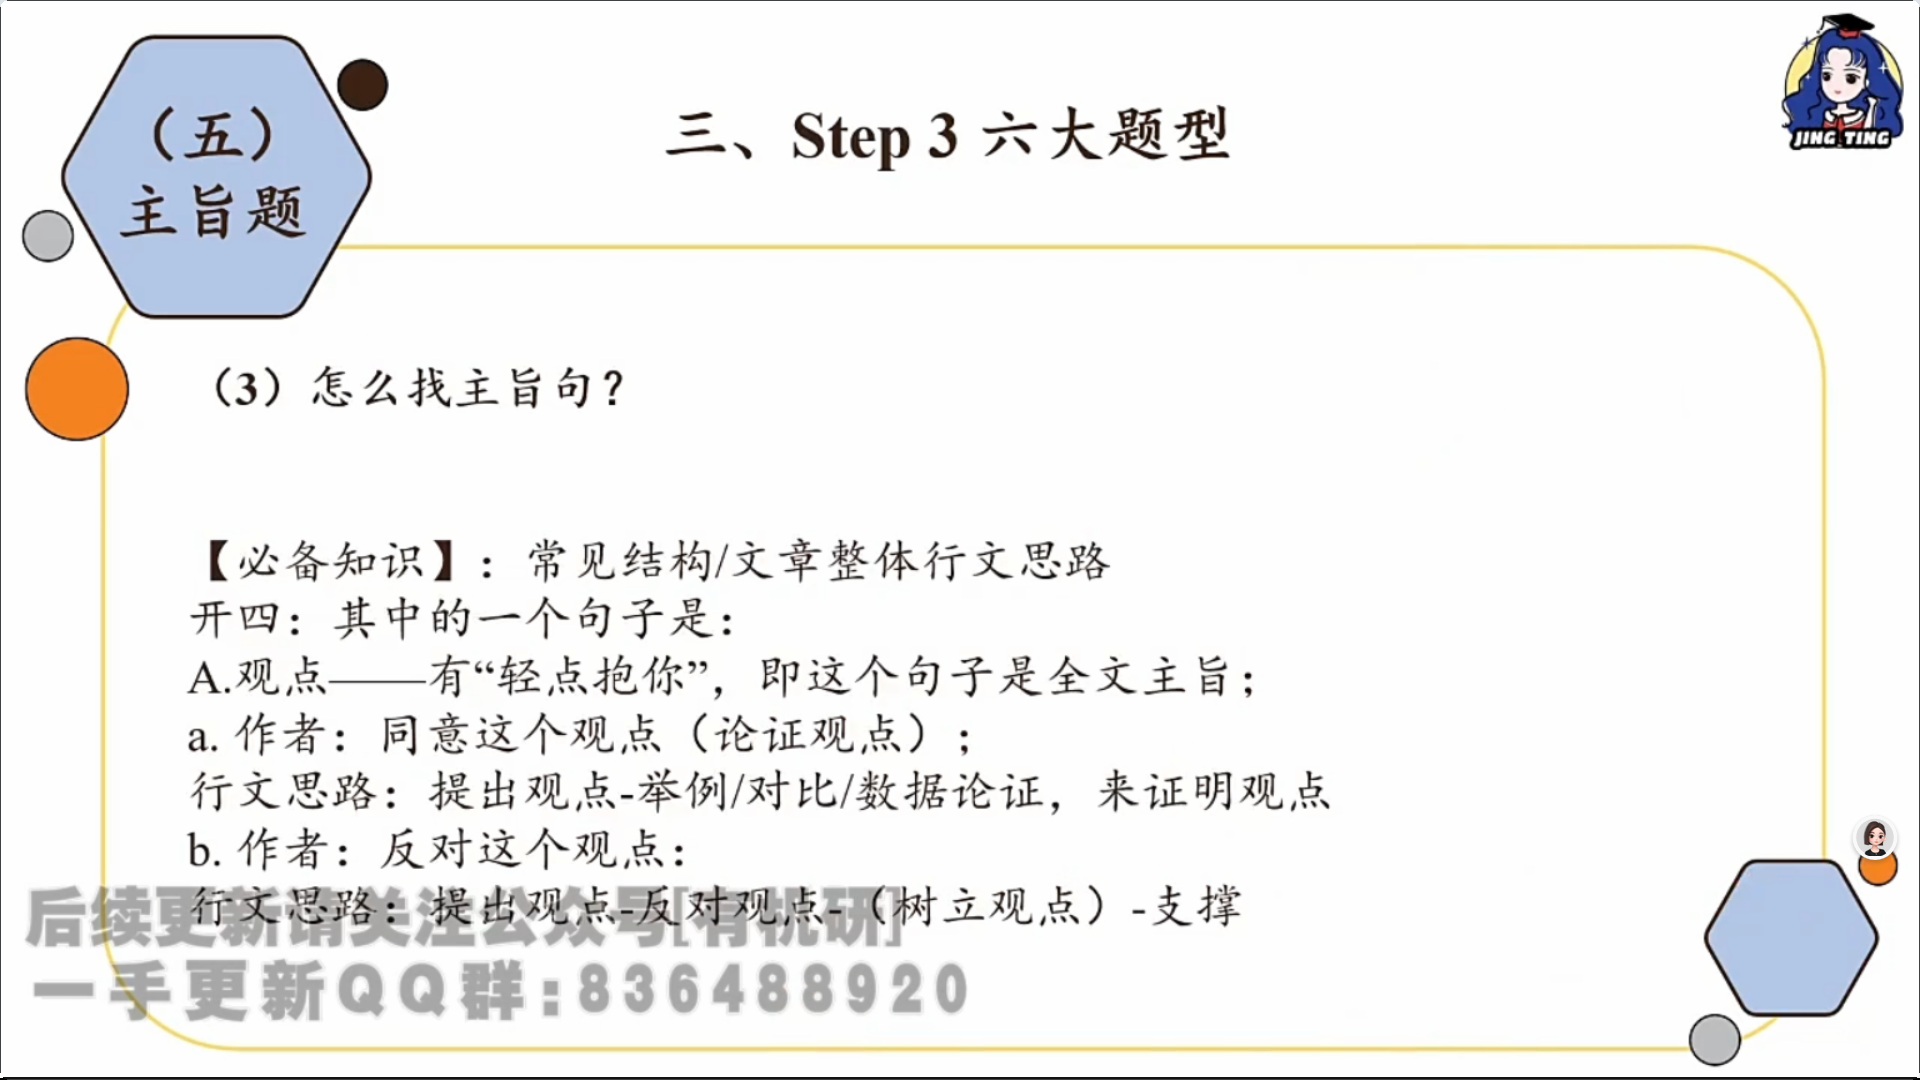 （五）
主旨题
三、Step 3 六大题型
JING TING
（3）怎么找主旨句？
【必备知识】：常见结构/文章整体行文思路
开四：其中的一个句子是：
A.观点——有“轻点抱你”，即这个句子是全文主旨；
a. 作者：同意这个观点（论证观点）；
行文思路：提出观点-举例/对比/数据论证，来证明观点
b. 作者：反对这个观点：
行文思路：提出观点-反对观点-（树立观点）-支撑
后续更新请关注公众号[有机研]
一手更新QQ群:836488920